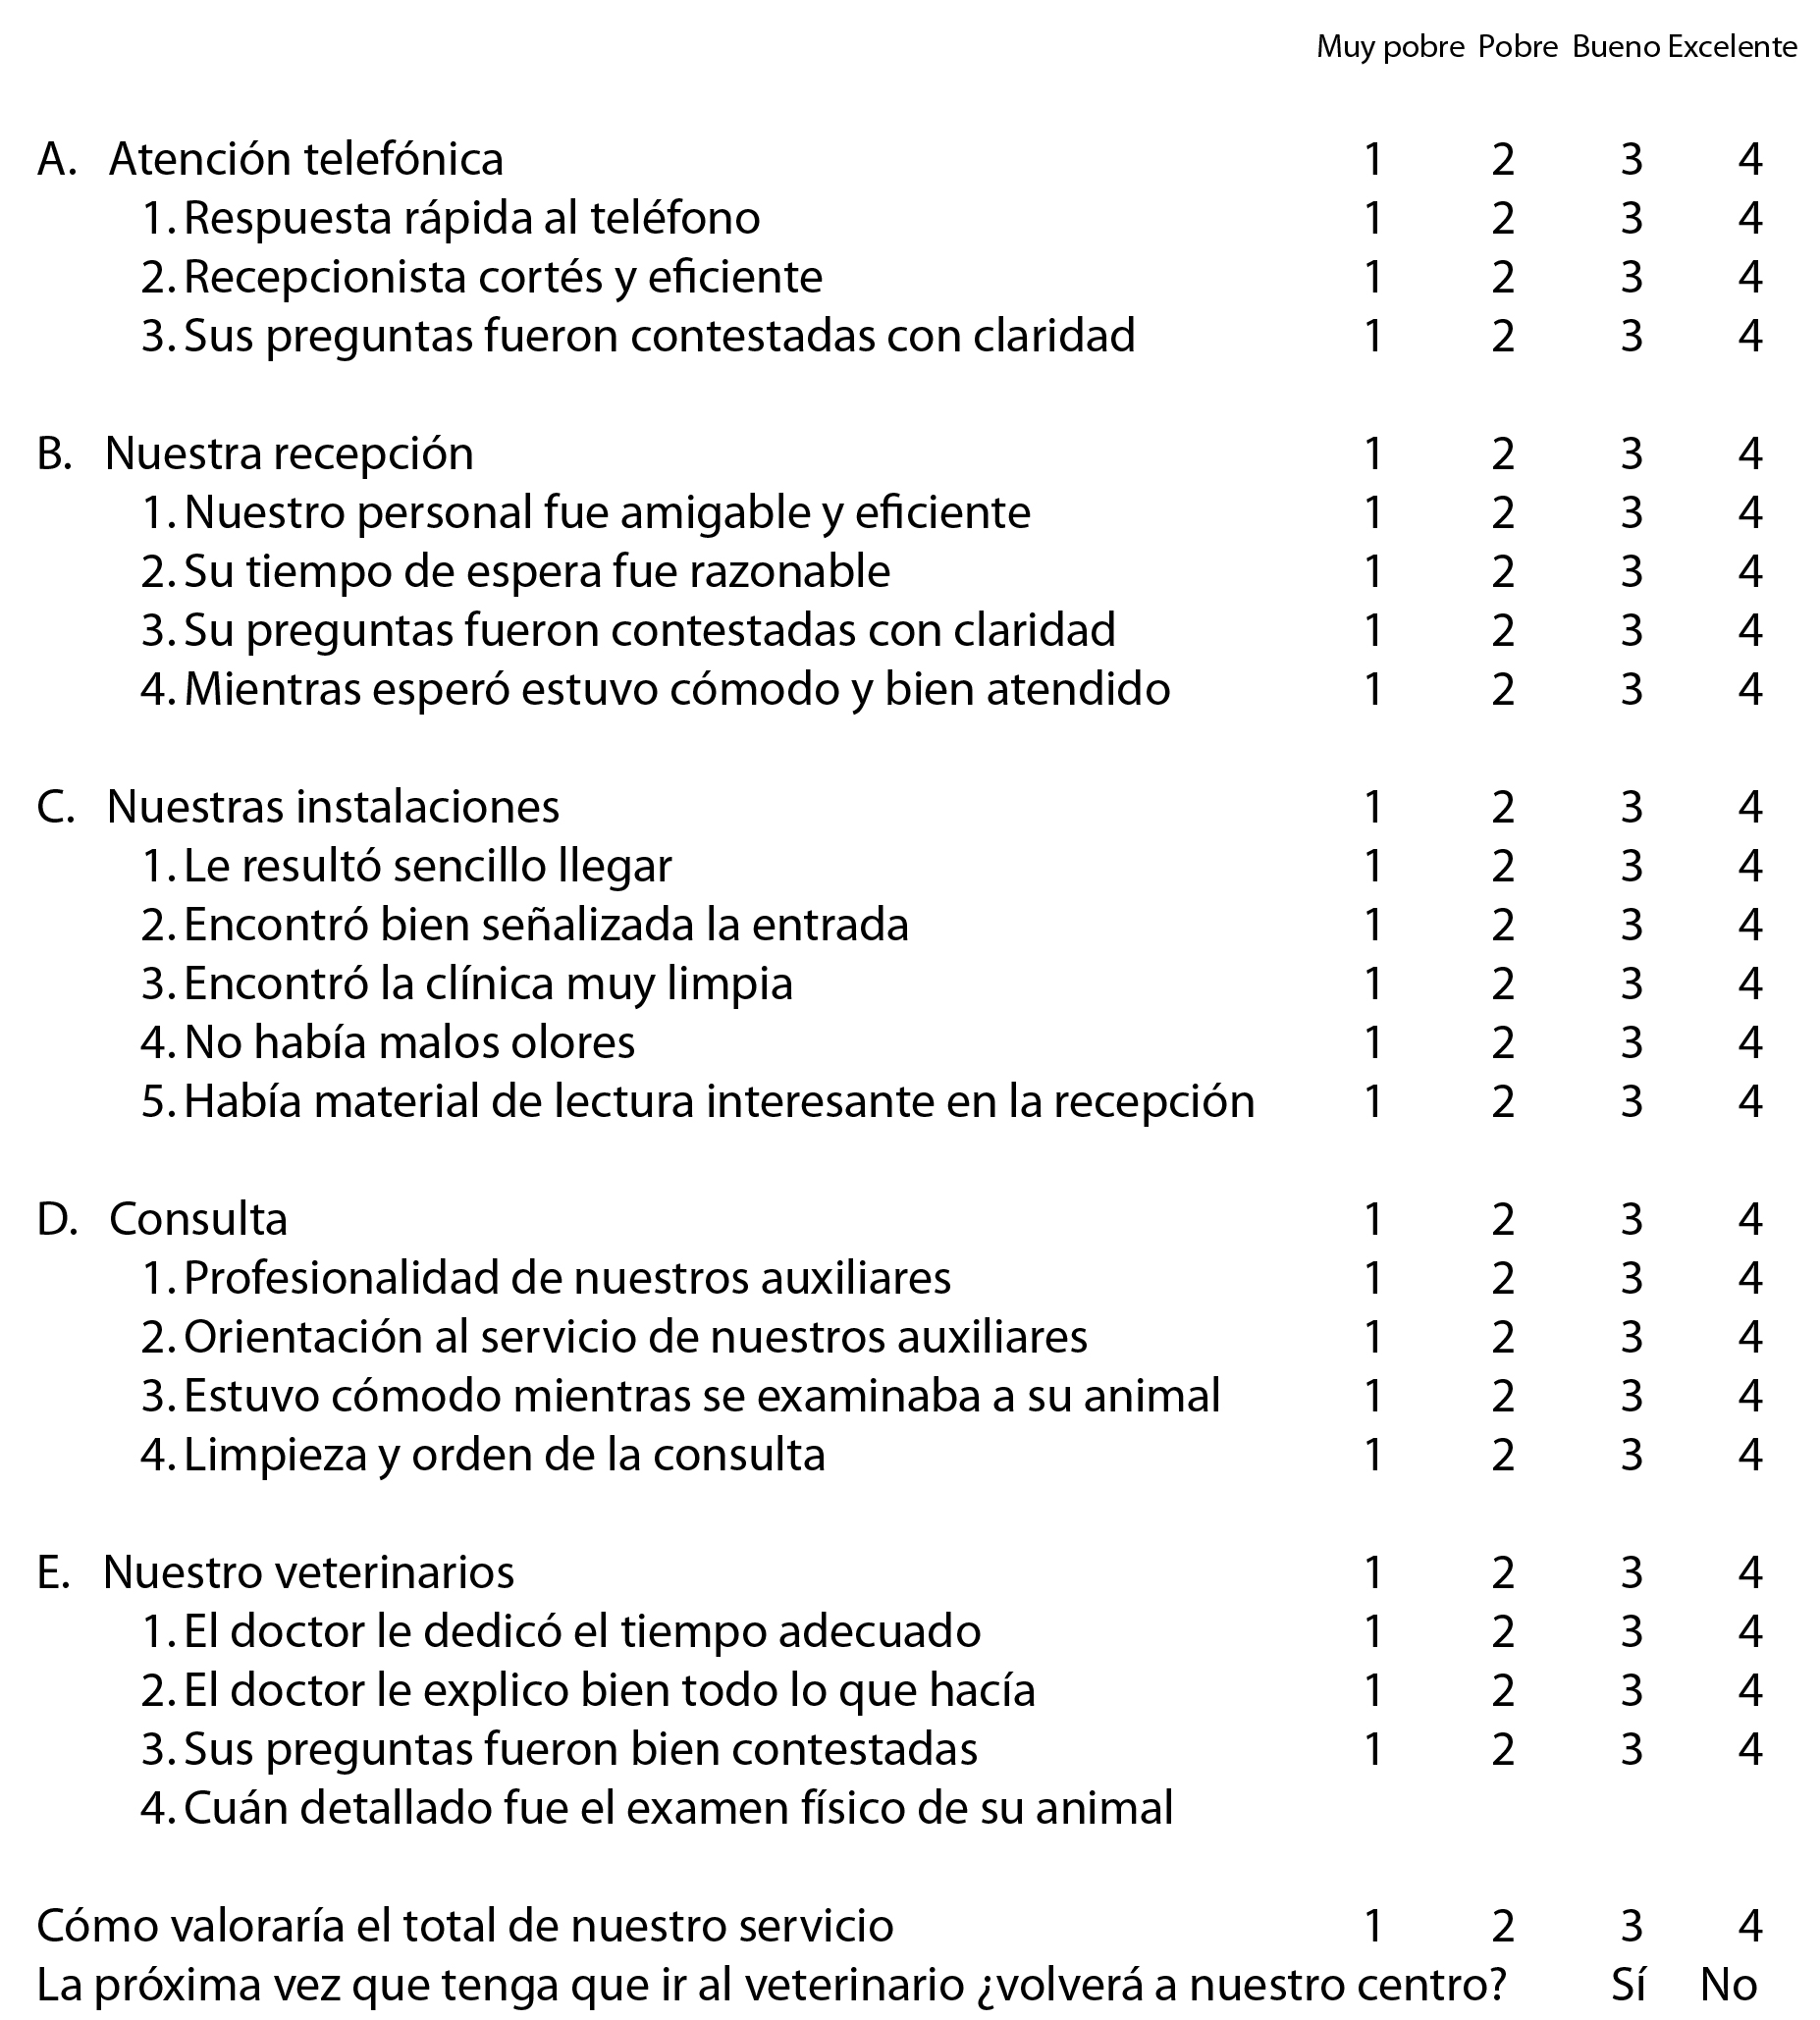 Muy pobre Pobre Bueno Excelente
A. Atención telefónica 1 2 3 4
1. Respuesta rápida al teléfono 1 2 3 4
2. Recepcionista cortés y eficiente 1 2 3 4
3. Sus preguntas fueron contestadas con claridad 1 2 3 4
B. Nuestra recepción 1 2 3 4
1. Nuestro personal fue amigable y eficiente 1 2 3 4
2. Su tiempo de espera fue razonable 1 2 3 4
3. Su preguntas fueron contestadas con claridad 1 2 3 4
4. Mientras esperó estuvo cómodo y bien atendido 1 2 3 4
C. Nuestras instalaciones 1 2 3 4
1. Le resultó sencillo llegar 1 2 3 4
2. Encontró bien señalizada la entrada 1 2 3 4
3. Encontró la clínica muy limpia 1 2 3 4
4. No había malos olores 1 2 3 4
5. Había material de lectura interesante en la recepción 1 2 3 4
D. Consulta 1 2 3 4
1. Profesionalidad de nuestros auxiliares 1 2 3 4
2. Orientación al servicio de nuestros auxiliares 1 2 3 4
3. Estuvo cómodo mientras se examinaba a su animal 1 2 3 4
4. Limpieza y orden de la consulta 1 2 3 4
E. Nuestro veterinarios 1 2 3 4
1. El doctor le dedicó el tiempo adecuado 1 2 3 4
2. El doctor le explico bien todo lo que hacía 1 2 3 4
3. Sus preguntas fueron bien contestadas 1 2 3 4
4. Cuán detallado fue el examen físico de su animal
Cómo valoraría el total de nuestro servicio 1 2 3 4
La próxima vez que tenga que ir al veterinario ¿volverá a nuestro centro? Sí No